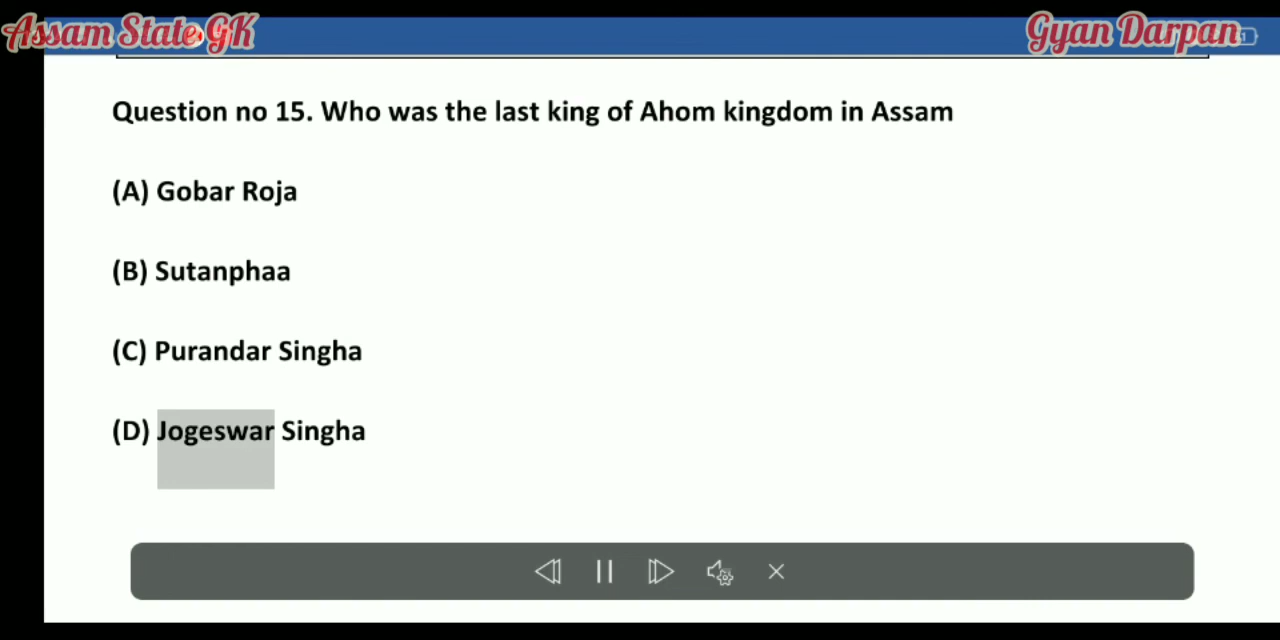 Assam State GK
Gyan Darpan
Question no 15. Who was the last king of Ahom kingdom in Assam
(A) Gobar Roja
(B) Sutanphaa
(C) Purandar Singha
(D) Jogeswar Singha